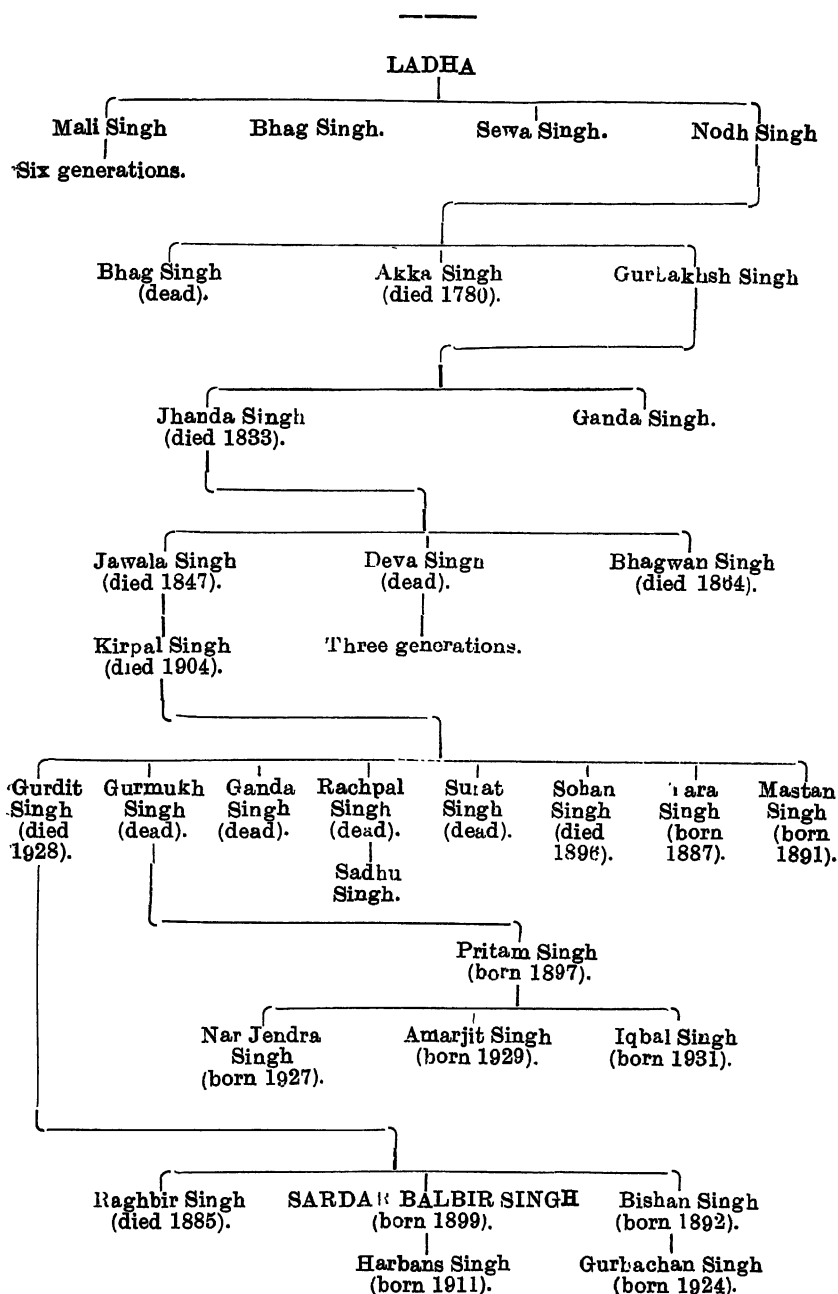 LADHA
Mali Singh Bhag Singh. Sewa Singh. Nodh Singh
Six generations.
Bhag Singh Akka Singh Gurbakhsh Singh
(dead). (died 1780).
Jhanda Singh Ganda Singh.
(died 1833).
Jawala Singh Deva Singh Bhagwan Singh
(died 1847). (dead). (died 1864).
Kirpal Singh Three generations.
(died 1904).
Gurdit Gurmukh Ganda Rachpal Surat Sohan Tara Mastan
Singh Singh Singh Singh Singh Singh Singh Singh
(died (dead). (dead). (dead). (dead). (died (born (born
1928). 1896). 1887). 1891).
Sadhu
Singh.
Pritam Singh
(born 1897).
Nar Jendra Amarjit Singh Iqbal Singh
Singh (born 1929). (born 1931).
(born 1927).
Raghbir Singh SARDAR BALBIR SINGH Bishan Singh
(died 1885). (born 1899). (born 1892).
Harbans Singh Gurbachan Singh
(born 1911). (born 1924).